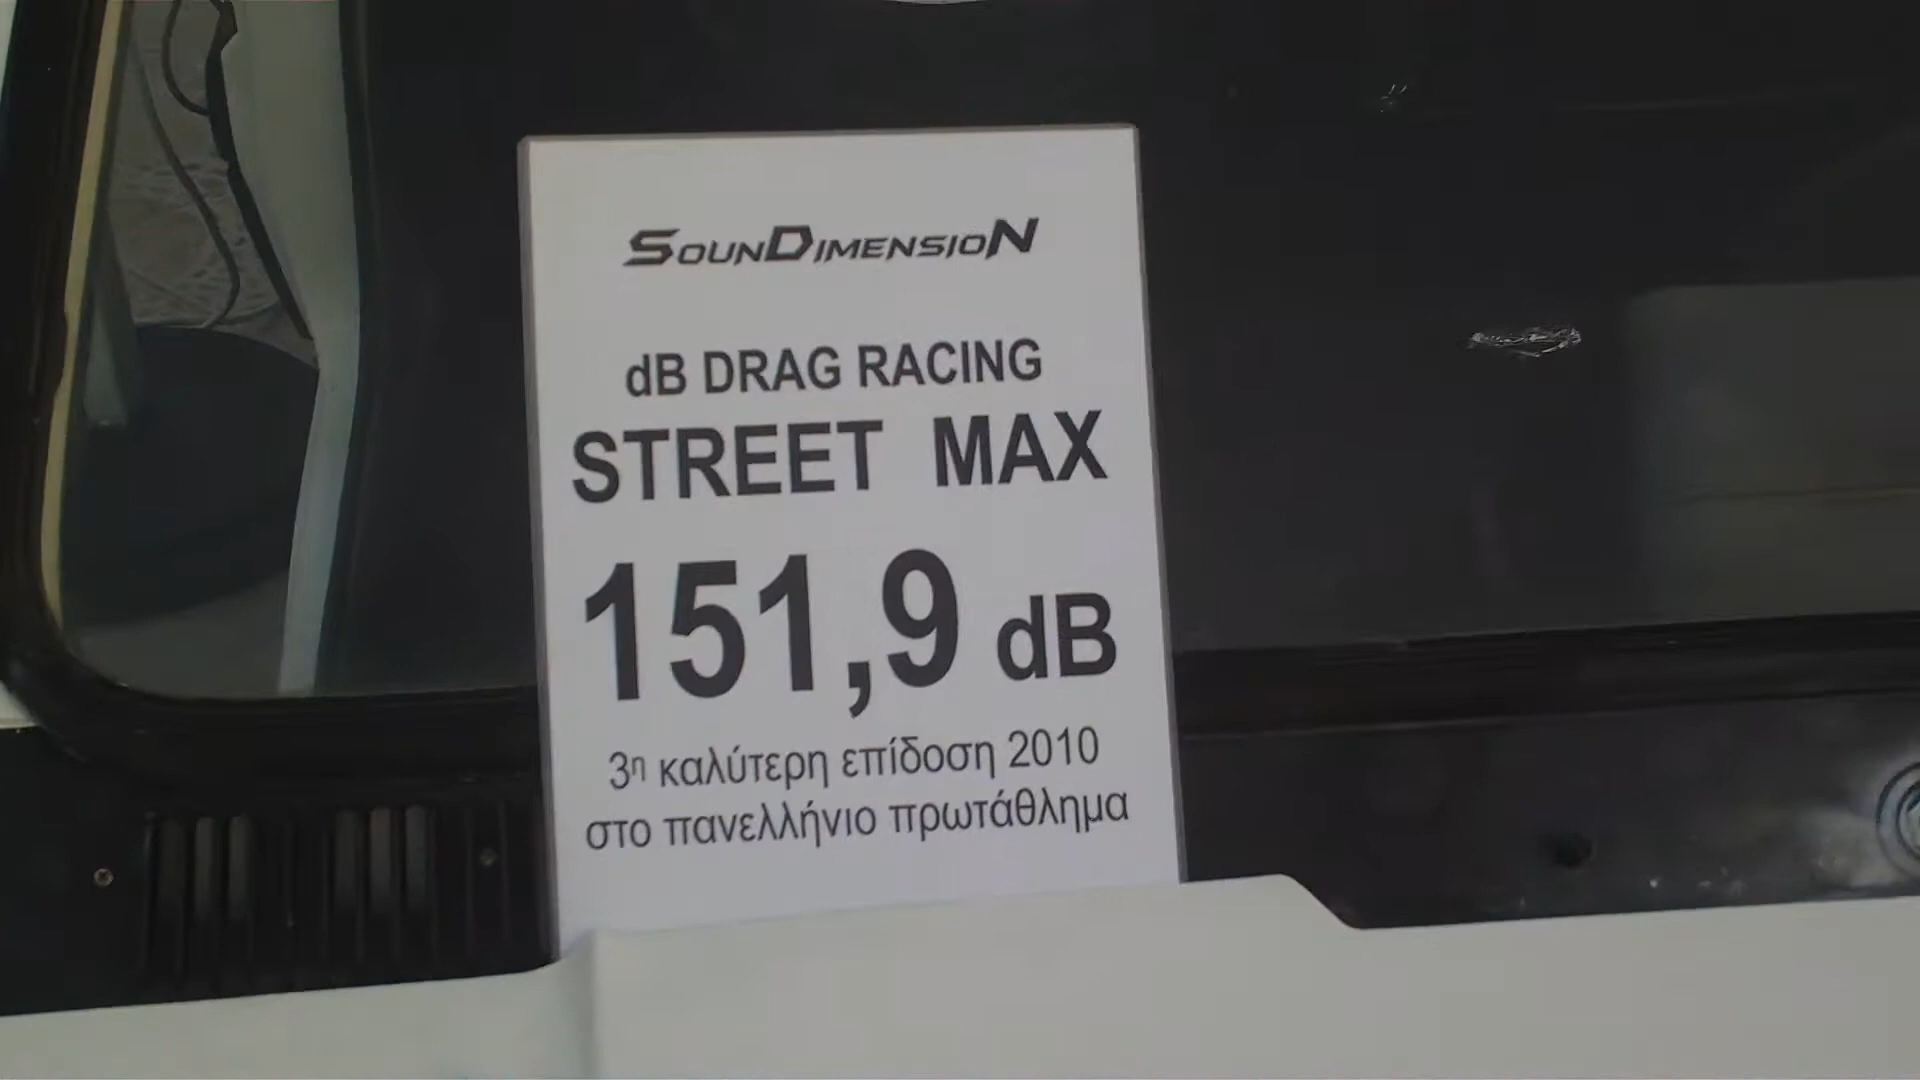 SOUNDIMENSION
dB DRAG RACING
STREET MAX
151,9 dB
3η καλύτερη επίδοση 2010
στο πανελλήνιο πρωτάθλημα